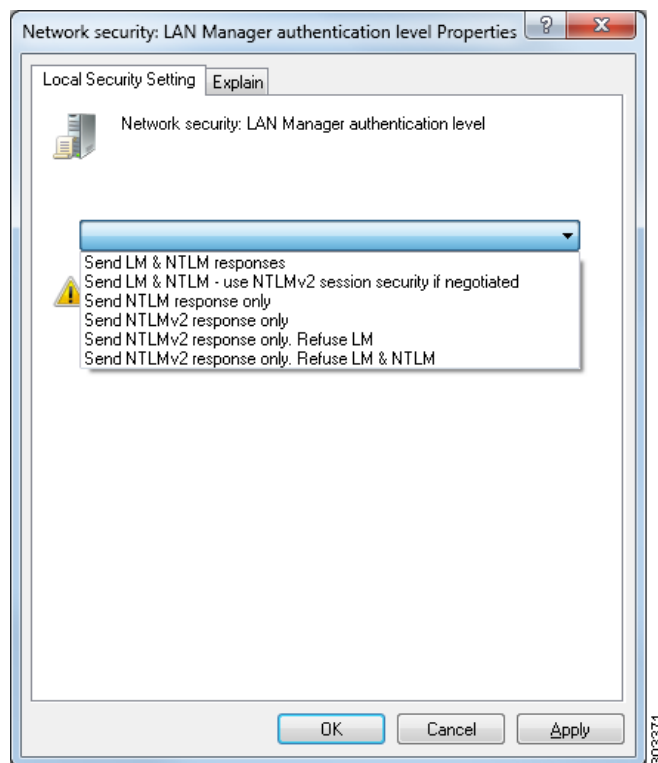 Network security: LAN Manager authentication level Properties
Local Security Setting
Explain
Network security: LAN Manager authentication level
Send LM & NTLM responses
Send LM & NTLM - use NTLMv2 session security if negotiated
Send NTLM response only
Send NTLMv2 response only
Send NTLMv2 response only. Refuse LM
Send NTLMv2 response only. Refuse LM & NTLM
OK
Cancel
Apply
303371